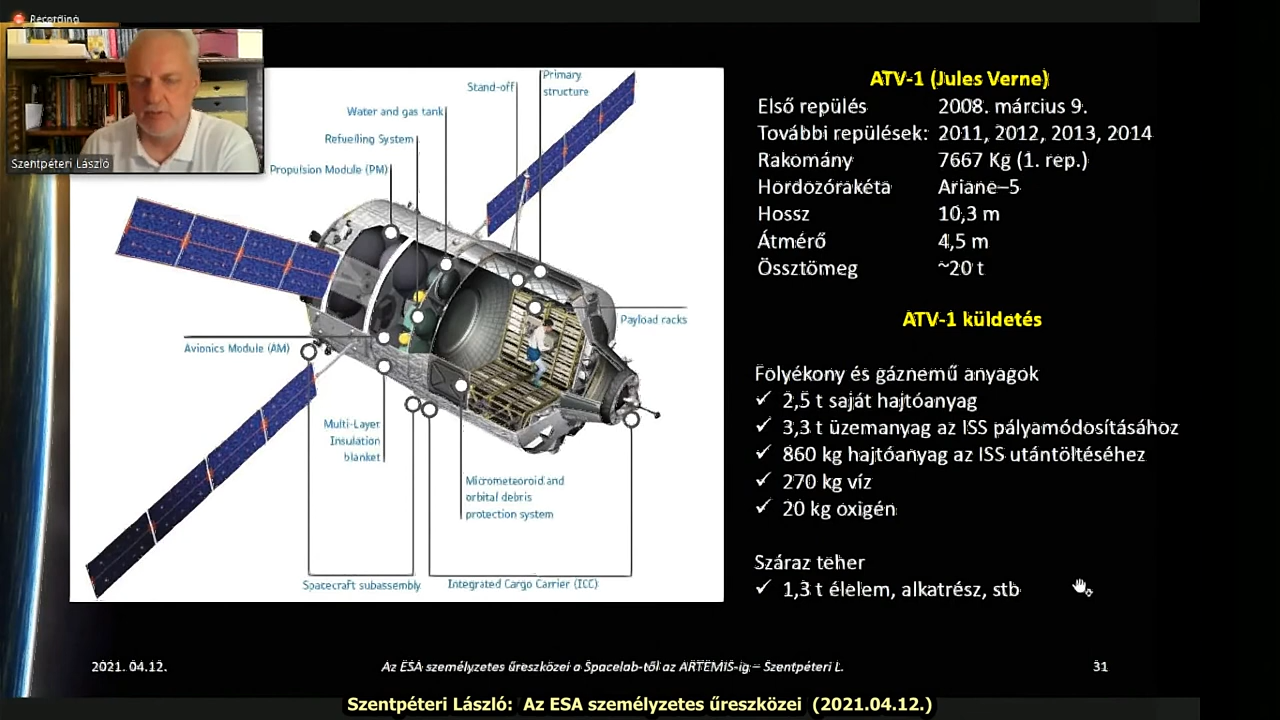 Recording
Szentpéteri László
Primary
structure
Stand-off
Water and gas tank
Refuelling System
Propulsion Module (PM)
Payload racks
Avionics Module (AM)
Multi-Layer
Insulation
blanket
Micrometeoroid and
orbital debris
protection system
Spacecraft subassembly
Integrated Cargo Carrier (ICC)
ATV-1 (Jules Verne)
Első repülés 2008. március 9.
További repülések: 2011, 2012, 2013, 2014
Rakomány 7667 Kg (1. rep.)
Hordozórakéta Ariane–5
Hossz 10,3 m
Átmérő 4,5 m
Össztömeg ~20 t
ATV-1 küldetés
Folyékony és gáznemű anyagok
✓ 2,5 t saját hajtóanyag
✓ 3,3 t üzemanyag az ISS pályamódosításához
✓ 860 kg hajtóanyag az ISS utántöltéséhez
✓ 270 kg víz
✓ 20 kg oxigén
Száraz teher
✓ 1,3 t élelem, alkatrész, stb
2021. 04.12.
Az ESA személyzetes űreszközei a Spacelab-től az ARTEMIS-ig – Szentpéteri L.
31
Szentpéteri László: Az ESA személyzetes űreszközei (2021.04.12.)